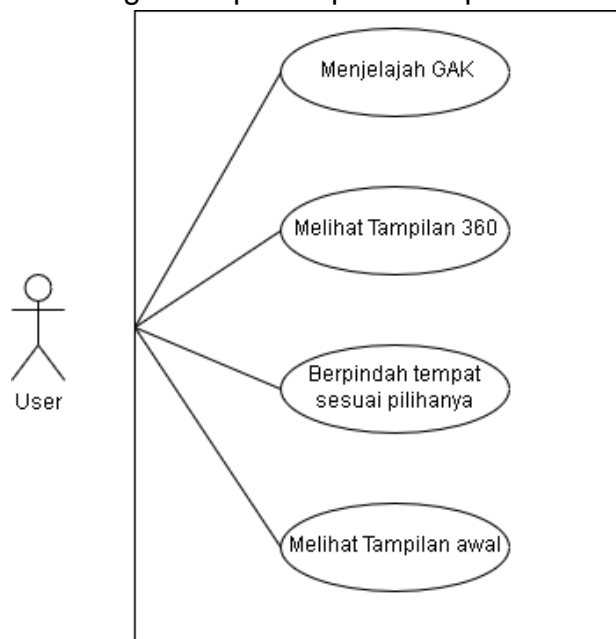 Menjelajah GAK
Melihat Tampilan 360
Berpindah tempat
sesuai pilihanya
User
Melihat Tampilan awal